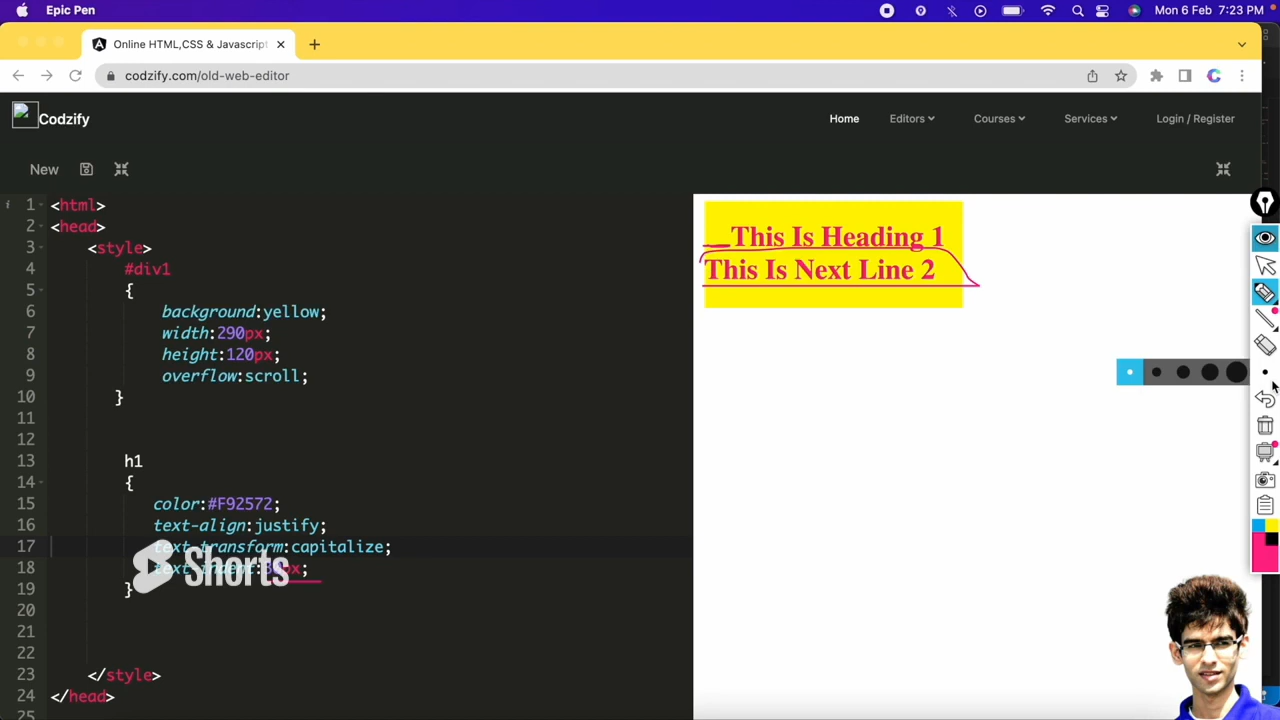 Epic Pen
Mon 6 Feb 7:23 PM
Online HTML,CSS & Javascript
codzify.com/old-web-editor
Codzify
Home
Editors
Courses
Services
Login / Register
New
1 <html>
2 <head>
3 <style>
4 #div1
5 {
6 background:yellow;
7 width:290px;
8 height:120px;
9 overflow:scroll;
10 }
11
12
13 h1
14 {
15 color:#F92572;
16 text-align:justify;
17 text-transform:capitalize;
18 text-indent:30px;
19 }
20
21
22
23 </style>
24 </head>
25
Shorts
This Is Heading 1
This Is Next Line 2